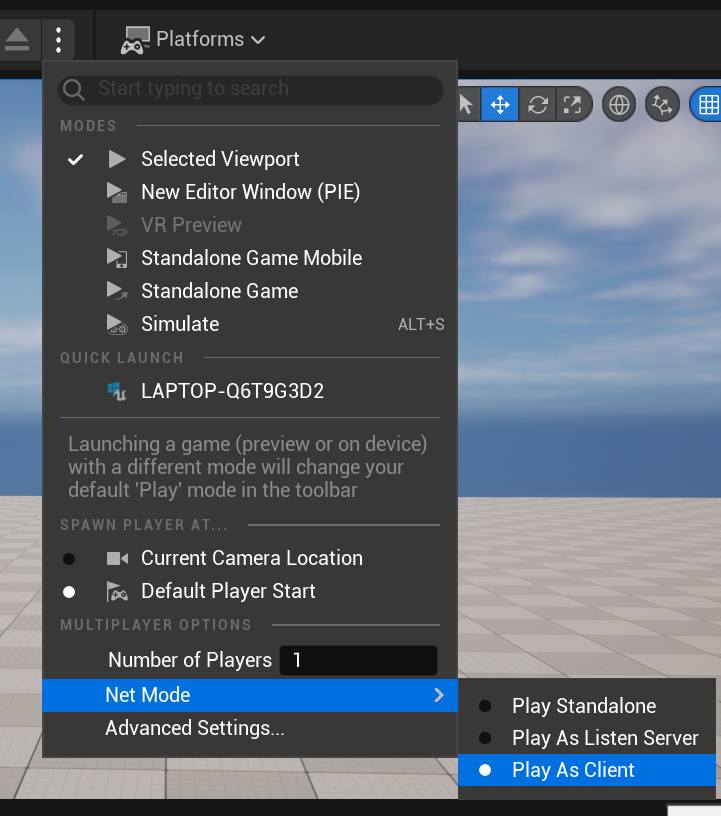 Platforms
Start typing to search
MODES
Selected Viewport
New Editor Window (PIE)
VR Preview
Standalone Game Mobile
Standalone Game
Simulate ALT+S
QUICK LAUNCH
LAPTOP-Q6T9G3D2
Launching a game (preview or on device)
with a different mode will change your
default 'Play' mode in the toolbar
SPAWN PLAYER AT...
Current Camera Location
Default Player Start
MULTIPLAYER OPTIONS
Number of Players 1
Net Mode
Advanced Settings...
Play Standalone
Play As Listen Server
Play As Client